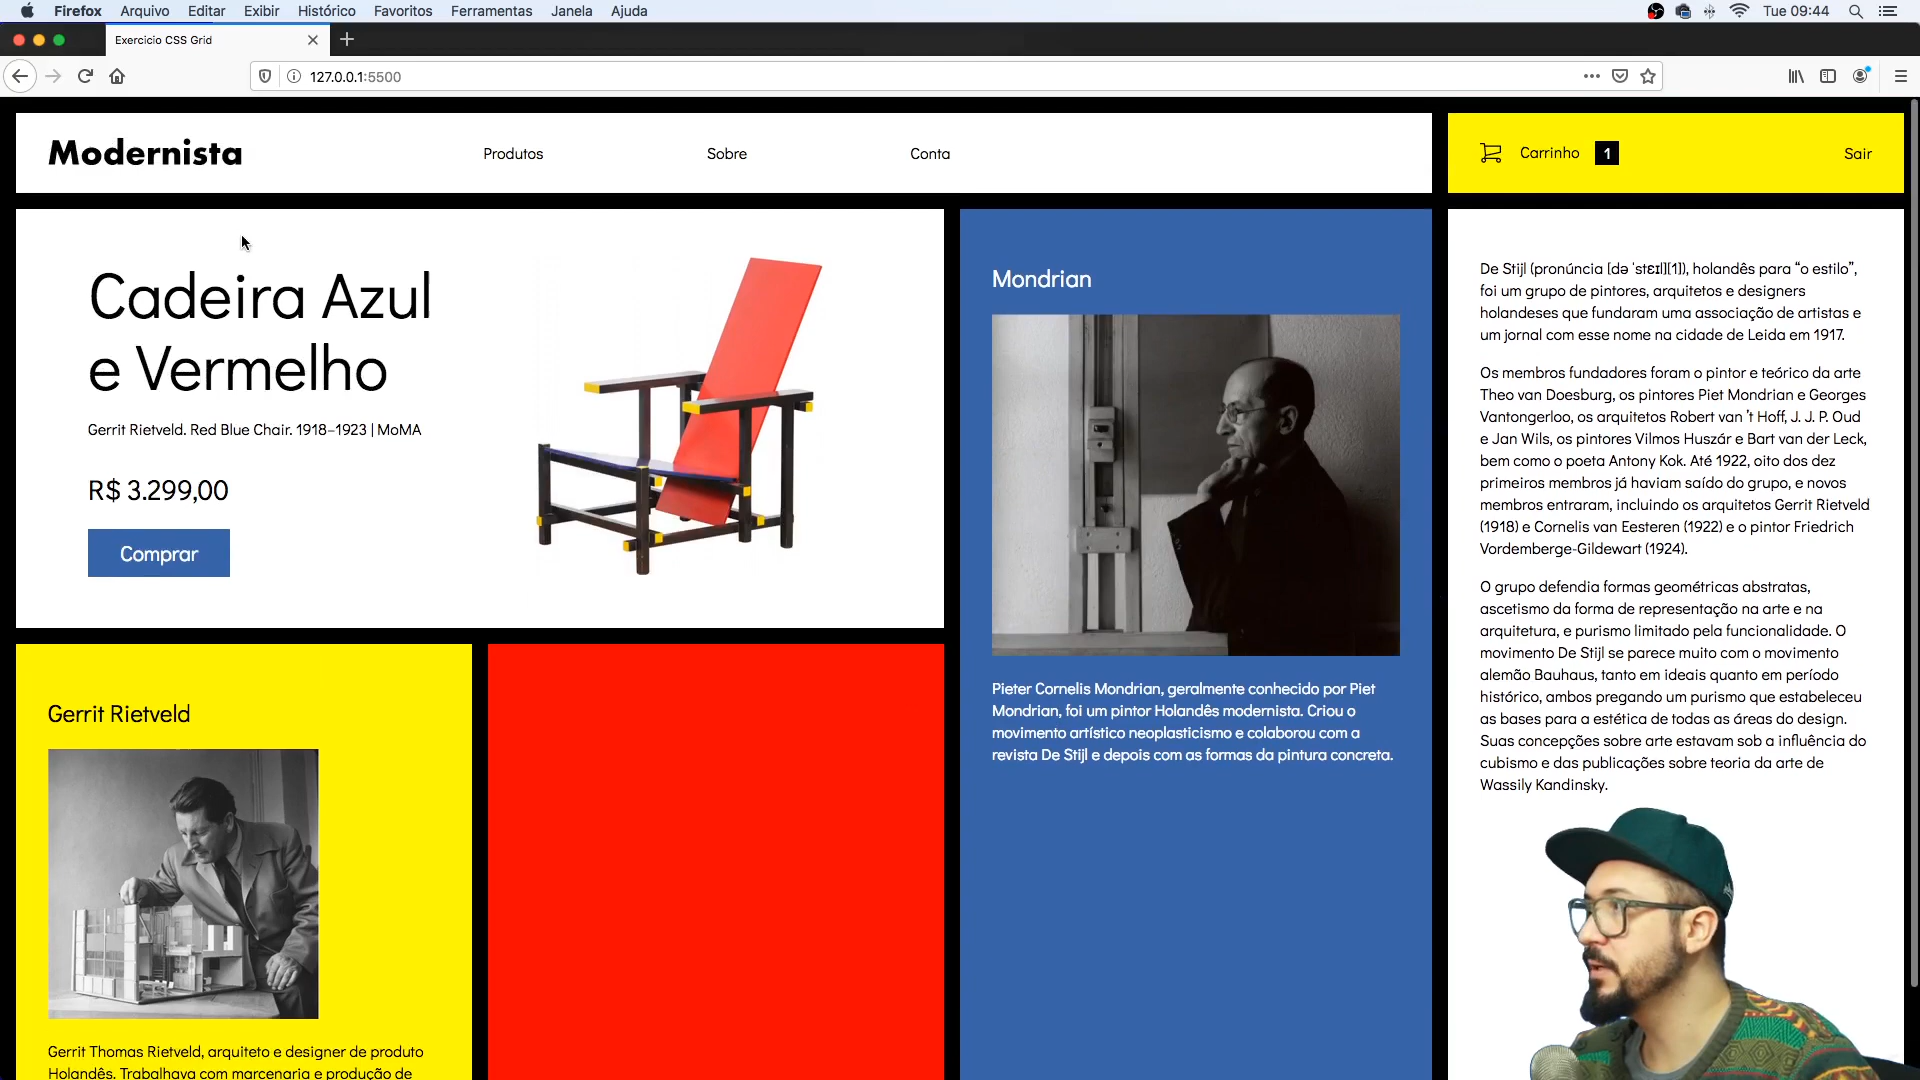 Firefox Arquivo Editar Exibir Histórico Favoritos Ferramentas Janela Ajuda
Tue 09:44
Exercicio CSS Grid
127.0.0.1:5500
Modernista
Produtos
Sobre
Conta
Carrinho 1
Sair
Cadeira Azul
e Vermelho
Gerrit Rietveld. Red Blue Chair. 1918–1923 | MoMA
R$ 3.299,00
Comprar
Mondrian
Pieter Cornelis Mondrian, geralmente conhecido por Piet
Mondrian, foi um pintor Holandês modernista. Criou o
movimento artístico neoplasticismo e colaborou com a
revista De Stijl e depois com as formas da pintura concreta.
De Stijl (pronúncia [də ˈstɛɪl][1]), holandês para “o estilo”,
foi um grupo de pintores, arquitetos e designers
holandeses que fundaram uma associação de artistas e
um jornal com esse nome na cidade de Leida em 1917.
Os membros fundadores foram o pintor e teórico da arte
Theo van Doesburg, os pintores Piet Mondrian e Georges
Vantongerloo, os arquitetos Robert van 't Hoff, J. J. P. Oud
e Jan Wils, os pintores Vilmos Huszár e Bart van der Leck,
bem como o poeta Antony Kok. Até 1922, oito dos dez
primeiros membros já haviam saído do grupo, e novos
membros entraram, incluindo os arquitetos Gerrit Rietveld
(1918) e Cornelis van Eesteren (1922) e o pintor Friedrich
Vordemberge-Gildewart (1924).
O grupo defendia formas geométricas abstratas,
ascetismo da forma de representação na arte e na
arquitetura, e purismo limitado pela funcionalidade. O
movimento De Stijl se parece muito com o movimento
alemão Bauhaus, tanto em ideais quanto em período
histórico, ambos pregando um purismo que estabeleceu
as bases para a estética de todas as áreas do design.
Suas concepções sobre arte estavam sob a influência do
cubismo e das publicações sobre teoria da arte de
Wassily Kandinsky.
Gerrit Rietveld
Gerrit Thomas Rietveld, arquiteto e designer de produto
Holandês. Trabalhava com marcenaria e produção de